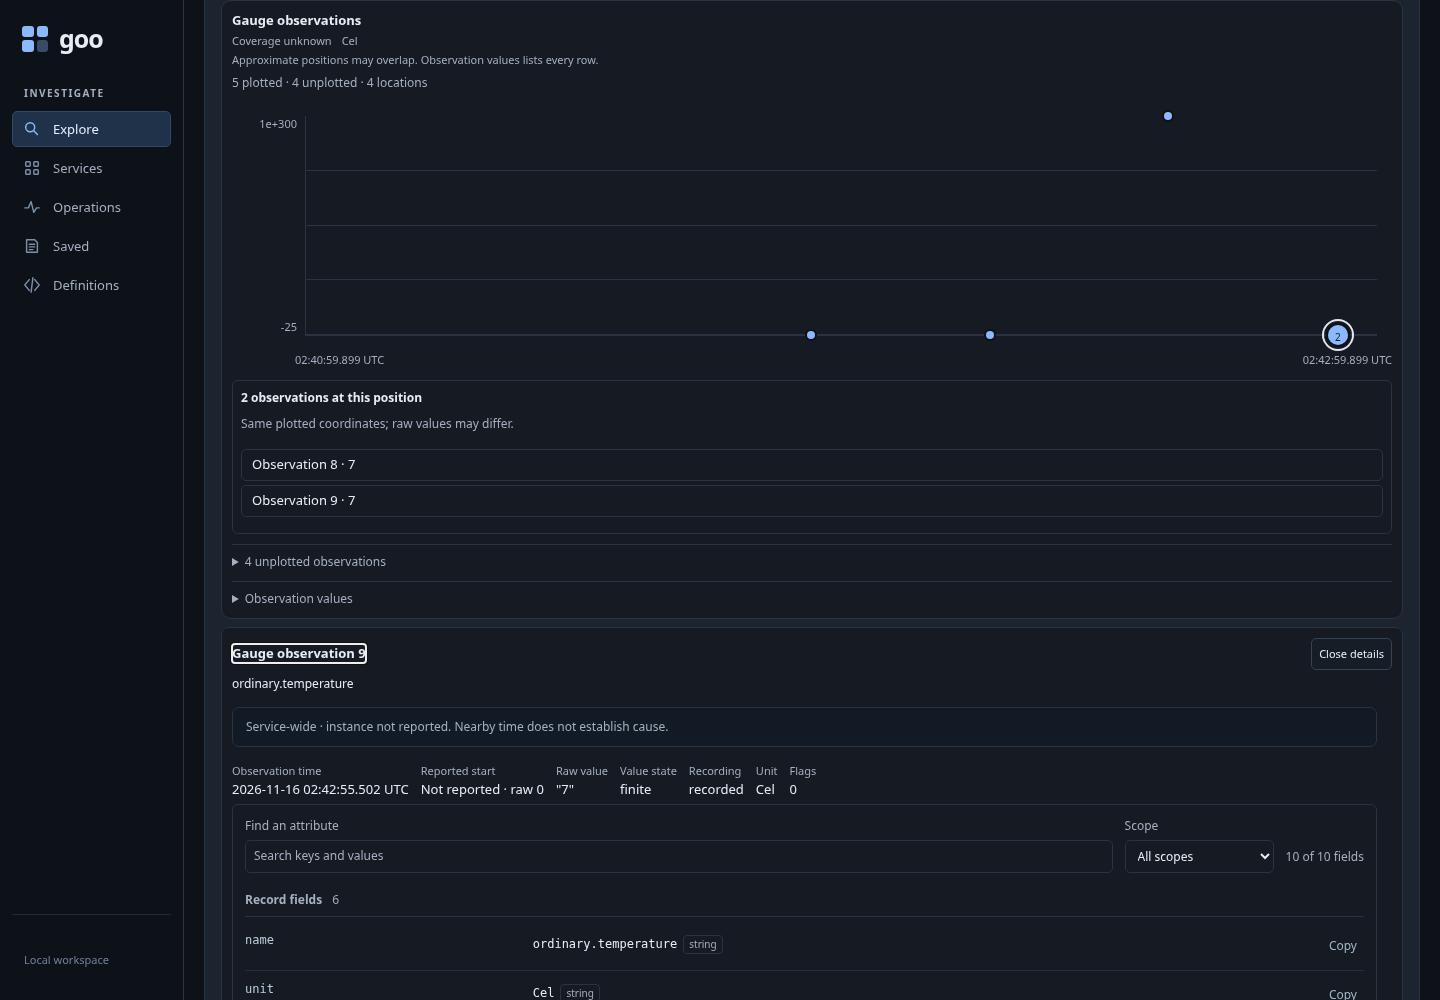 goo
INVESTIGATE
Explore
Services
Operations
Saved
Definitions
Local workspace
Gauge observations
Coverage unknown Cel
Approximate positions may overlap. Observation values lists every row.
5 plotted · 4 unplotted · 4 locations
1e+300
-25
2
02:40:59.899 UTC
02:42:59.899 UTC
2 observations at this position
Same plotted coordinates; raw values may differ.
Observation 8 · 7
Observation 9 · 7
4 unplotted observations
Observation values
Gauge observation 9
Close details
ordinary.temperature
Service-wide · instance not reported. Nearby time does not establish cause.
Observation time Reported start Raw value Value state Recording Unit Flags
2026-11-16 02:42:55.502 UTC Not reported · raw 0 "7" finite recorded Cel 0
Find an attribute Scope
Search keys and values All scopes 10 of 10 fields
Record fields 6
name ordinary.temperature string Copy
unit Cel string Copy